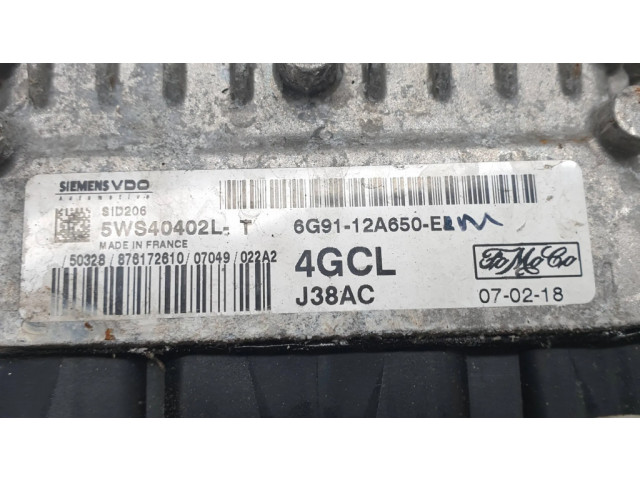 SIEMENS VDO
Automotive
SID206
5WS40402L- T
MADE IN FRANCE
/ 50328 / 876172610 / 07049 / 022A2
6G91-12A650-E
4GCL
J38AC
FoMoCo
07-02-18